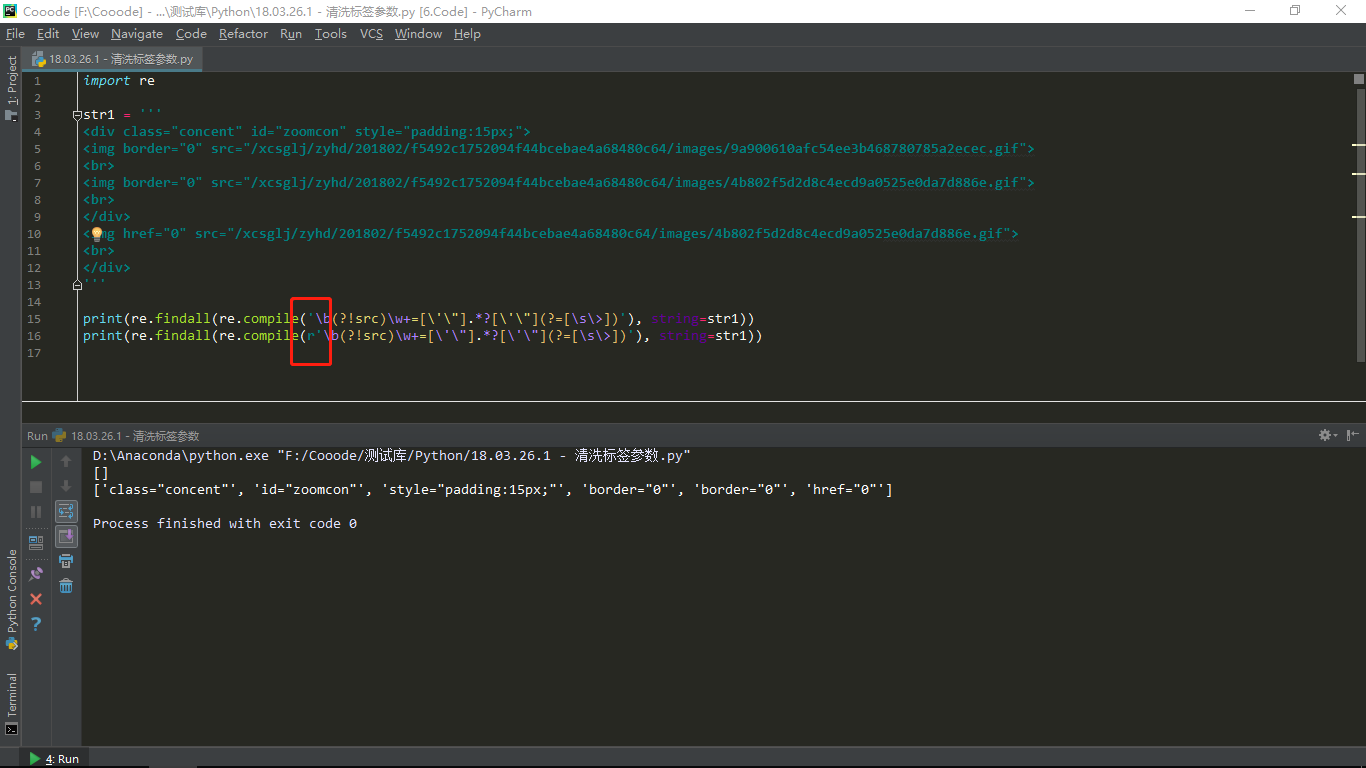 Cooode [F:\Cooode] - ...\测试库\Python\18.03.26.1 - 清洗标签参数.py [6.Code] - PyCharm
File Edit View Navigate Code Refactor Run Tools VCS Window Help
18.03.26.1 - 清洗标签参数.py
1: Project
1 import re
2
3 str1 = '''
4 <div class="concent" id="zoomcon" style="padding:15px;">
5 <img border="0" src="/xcsglj/zyhd/201802/f5492c1752094f44bcebae4a68480c64/images/9a900610afc54ee3b468780785a2ecec.gif">
6 <br>
7 <img border="0" src="/xcsglj/zyhd/201802/f5492c1752094f44bcebae4a68480c64/images/4b802f5d2d8c4ecd9a0525e0da7d886e.gif">
8 <br>
9 </div>
10 < mg href="0" src="/xcsglj/zyhd/201802/f5492c1752094f44bcebae4a68480c64/images/4b802f5d2d8c4ecd9a0525e0da7d886e.gif">
11 <br>
12 </div>
13 '''
14
15 print(re.findall(re.compile('\b(?!src)\w+=[\'\"].*?[\'\"](?=[\s\>])'), string=str1))
16 print(re.findall(re.compile(r'\b(?!src)\w+=[\'\"].*?[\'\"](?=[\s\>])'), string=str1))
17
Run 18.03.26.1 - 清洗标签参数
D:\Anaconda\python.exe "F:/Cooode/测试库/Python/18.03.26.1 - 清洗标签参数.py"
[]
['class="concent"', 'id="zoomcon"', 'style="padding:15px;"', 'border="0"', 'border="0"', 'href="0"']
Process finished with exit code 0
Python Console
Terminal
4: Run